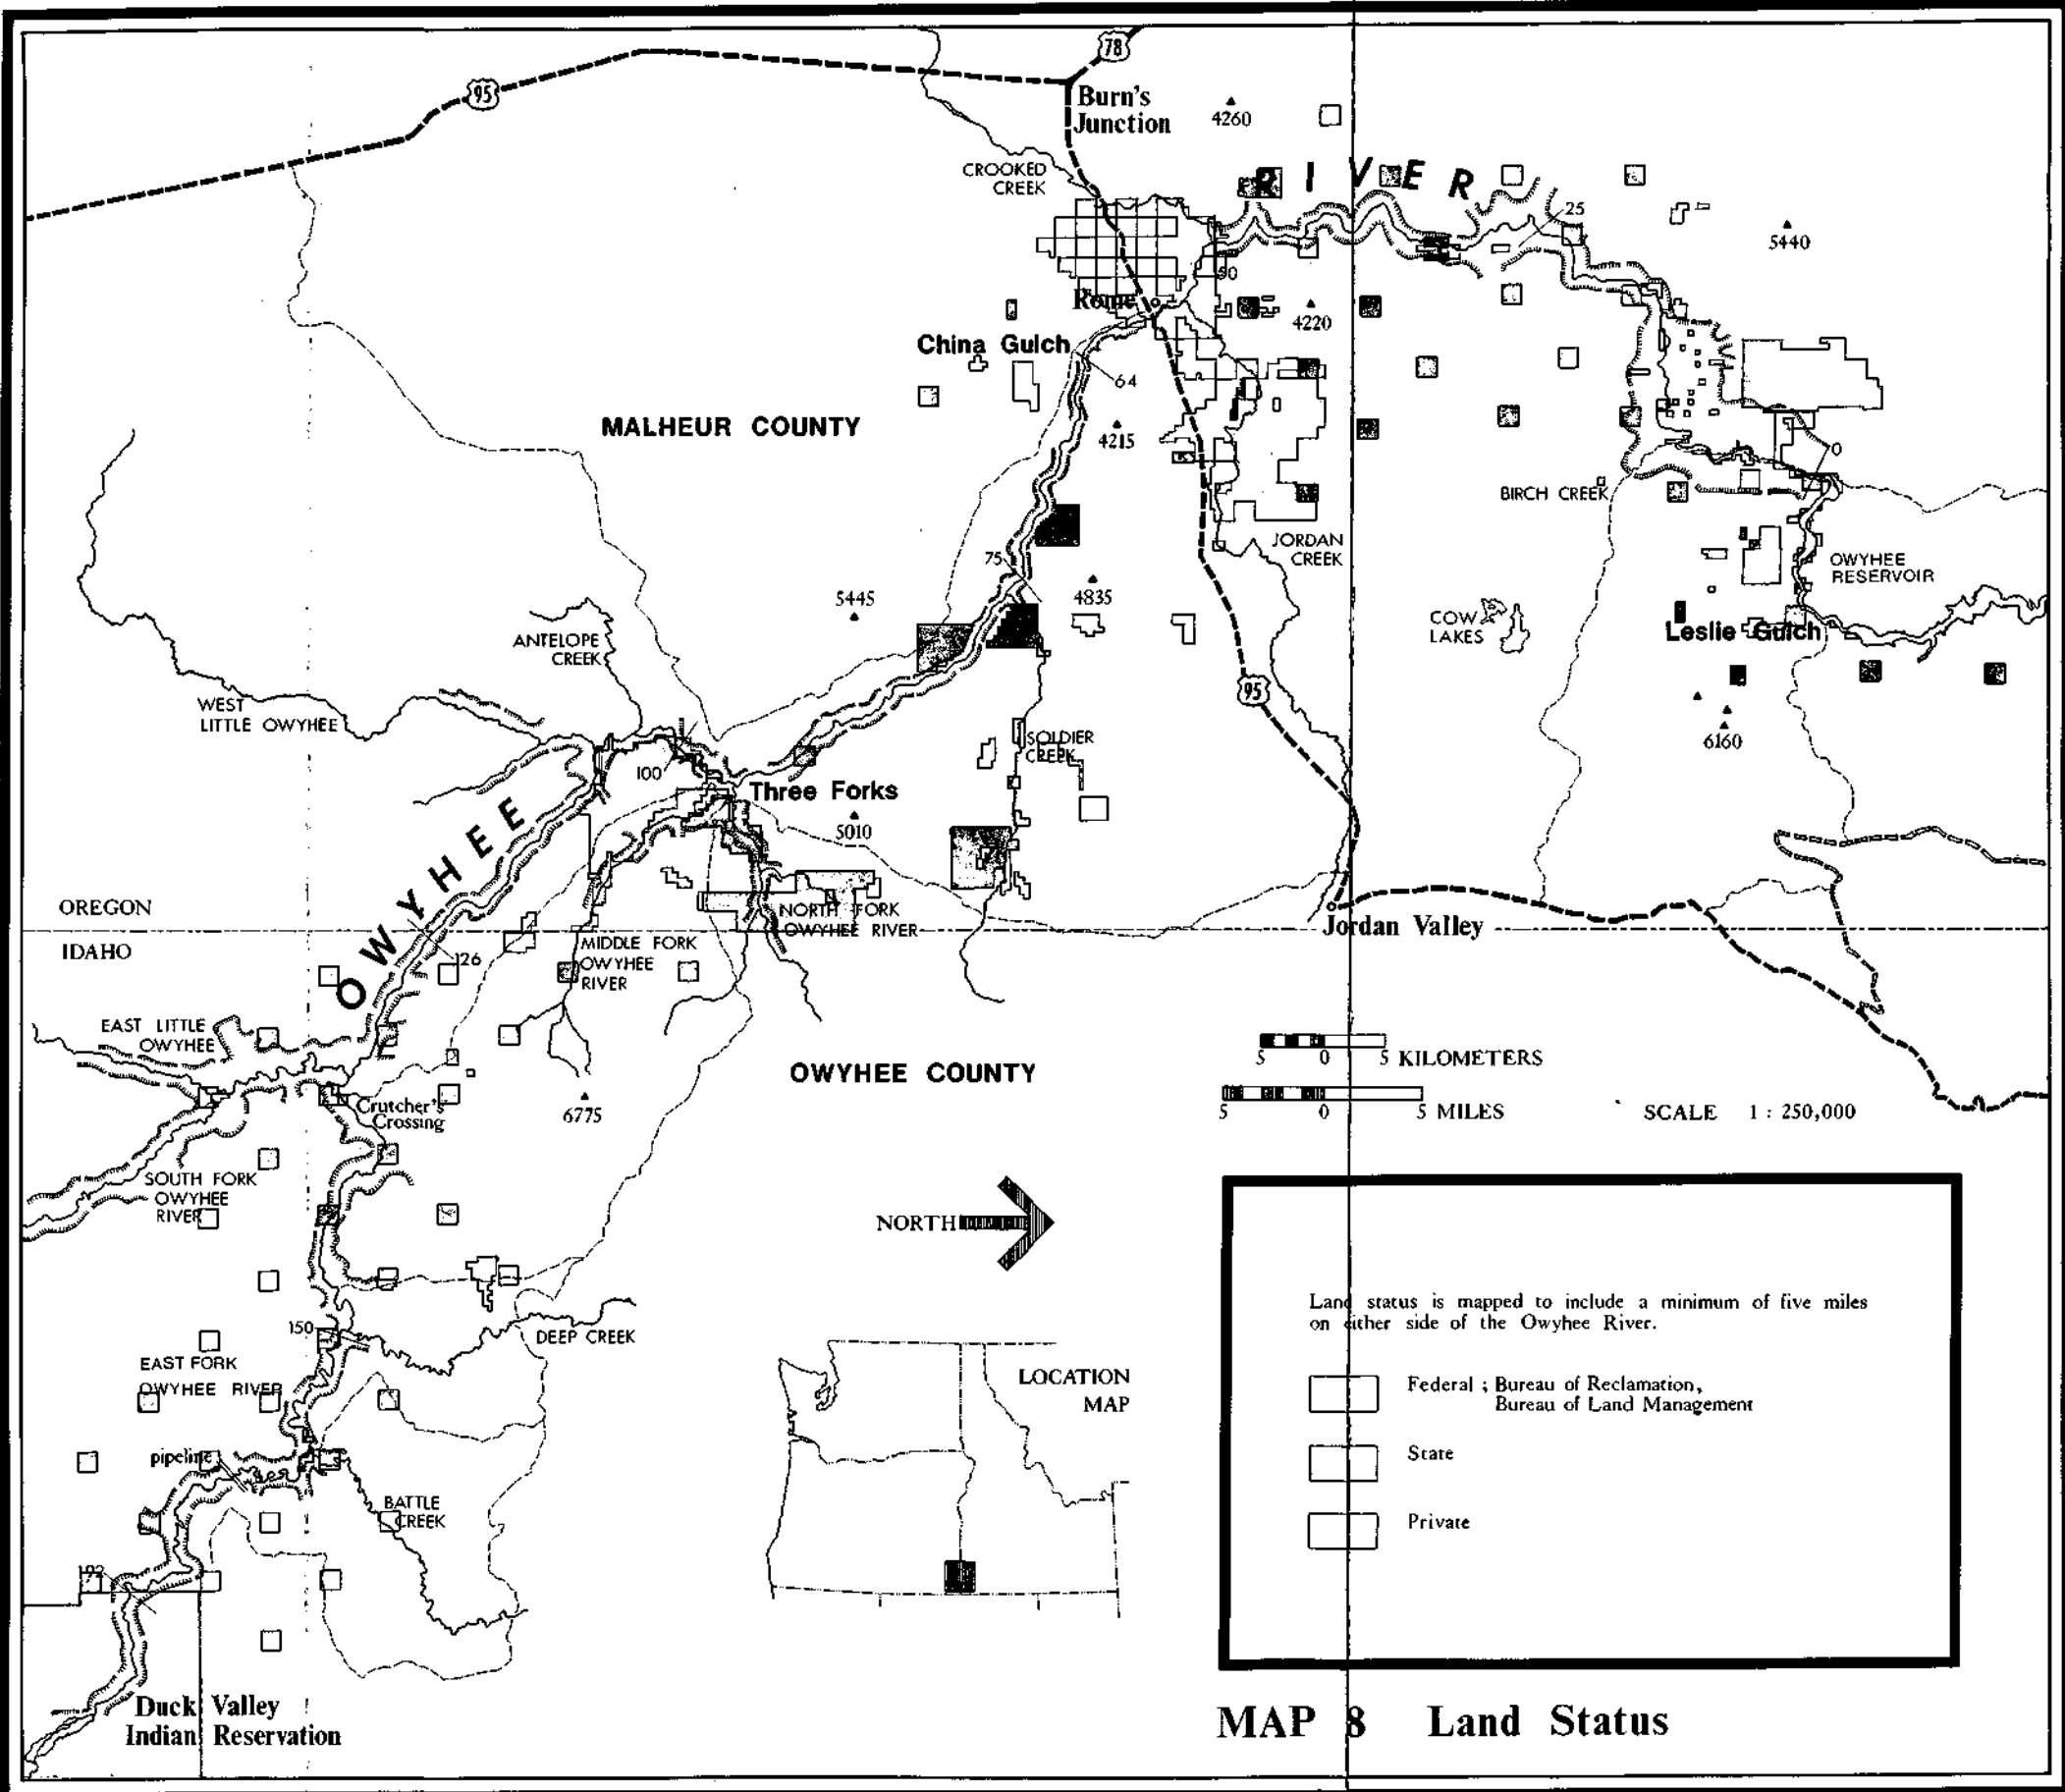 78
95
Burn's
Junction
4260
CROOKED
CREEK
RIVER
25
5440
50
Rome
4220
China Gulch
64
MALHEUR COUNTY
4215
0
BIRCH CREEK
JORDAN
CREEK
75
OWYHEE
RESERVOIR
5445
4835
ANTELOPE
CREEK
COW
LAKES
Leslie Gulch
95
WEST
LITTLE OWYHEE
SOLDIER
CREEK
6160
100
Three Forks
5010
OWYHEE
OREGON
NORTH FORK
OWYHEE RIVER
Jordan Valley
IDAHO
MIDDLE FORK
OWYHEE
RIVER
126
EAST LITTLE
OWYHEE
5 0 5 KILOMETERS
OWYHEE COUNTY
5 0 5 MILES
SCALE 1 : 250,000
Crutcher's
Crossing
6775
SOUTH FORK
OWYHEE
RIVER
NORTH
Land status is mapped to include a minimum of five miles
on either side of the Owyhee River.
150
DEEP CREEK
EAST FORK
OWYHEE RIVER
LOCATION
MAP
Federal ; Bureau of Reclamation,
Bureau of Land Management
State
Private
pipeline
BATTLE
CREEK
192
Duck Valley
Indian Reservation
MAP 8 Land Status